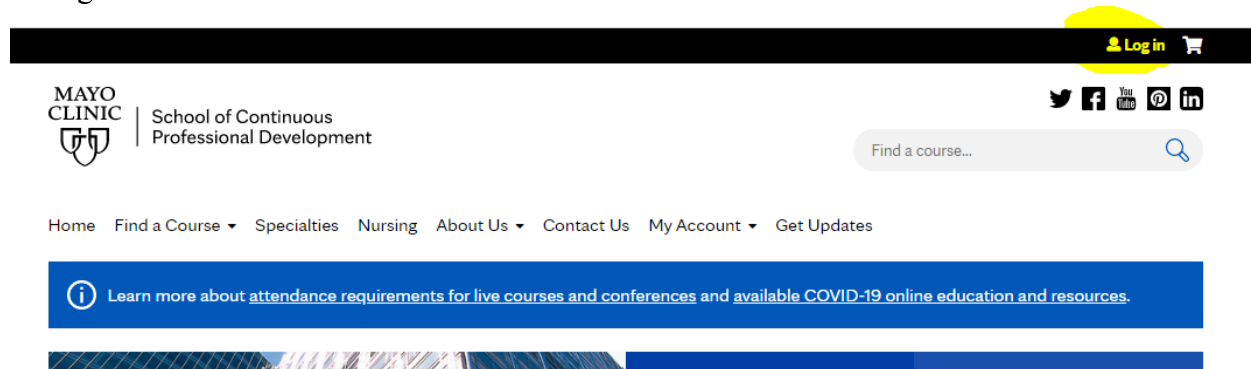 Log in
MAYO
CLINIC
School of Continuous
Professional Development
You
Tube
Find a course...
Home Find a Course Specialties Nursing About Us Contact Us My Account Get Updates
Learn more about attendance requirements for live courses and conferences and available COVID-19 online education and resources.